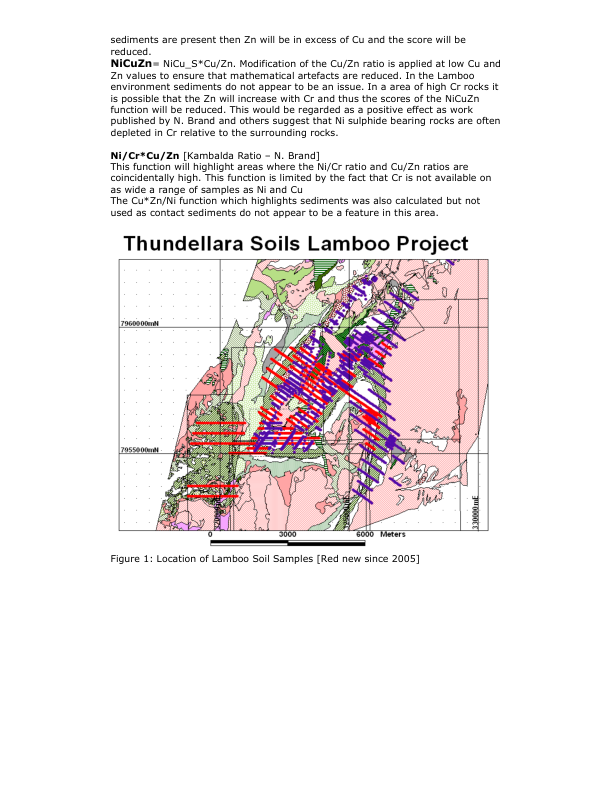 sediments are present then Zn will be in excess of Cu and the score will be
reduced.
NiCuZn= NiCu_S*Cu/Zn. Modification of the Cu/Zn ratio is applied at low Cu and
Zn values to ensure that mathematical artefacts are reduced. In the Lamboo
environment sediments do not appear to be an issue. In a area of high Cr rocks it
is possible that the Zn will increase with Cr and thus the scores of the NiCuZn
function will be reduced. This would be regarded as a positive effect as work
published by N. Brand and others suggest that Ni sulphide bearing rocks are often
depleted in Cr relative to the surrounding rocks.
Ni/Cr*Cu/Zn [Kambalda Ratio – N. Brand]
This function will highlight areas where the Ni/Cr ratio and Cu/Zn ratios are
coincidentally high. This function is limited by the fact that Cr is not available on
as wide a range of samples as Ni and Cu
The Cu*Zn/Ni function which highlights sediments was also calculated but not
used as contact sediments do not appear to be a feature in this area.
Thundellara Soils Lamboo Project
7960000mN
7955000mN
330000mE
0 3000 6000 Meters
Figure 1: Location of Lamboo Soil Samples [Red new since 2005]